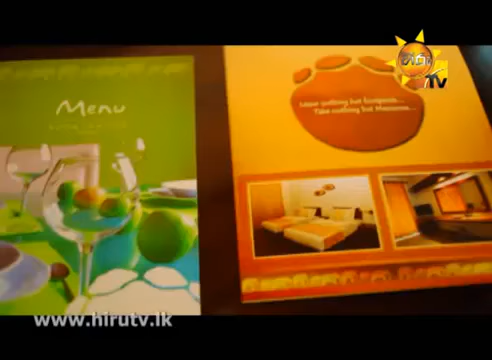 හිරු
TV
Menu
Leave nothing but footprints...
Take nothing but Memories...
www.hirutv.lk